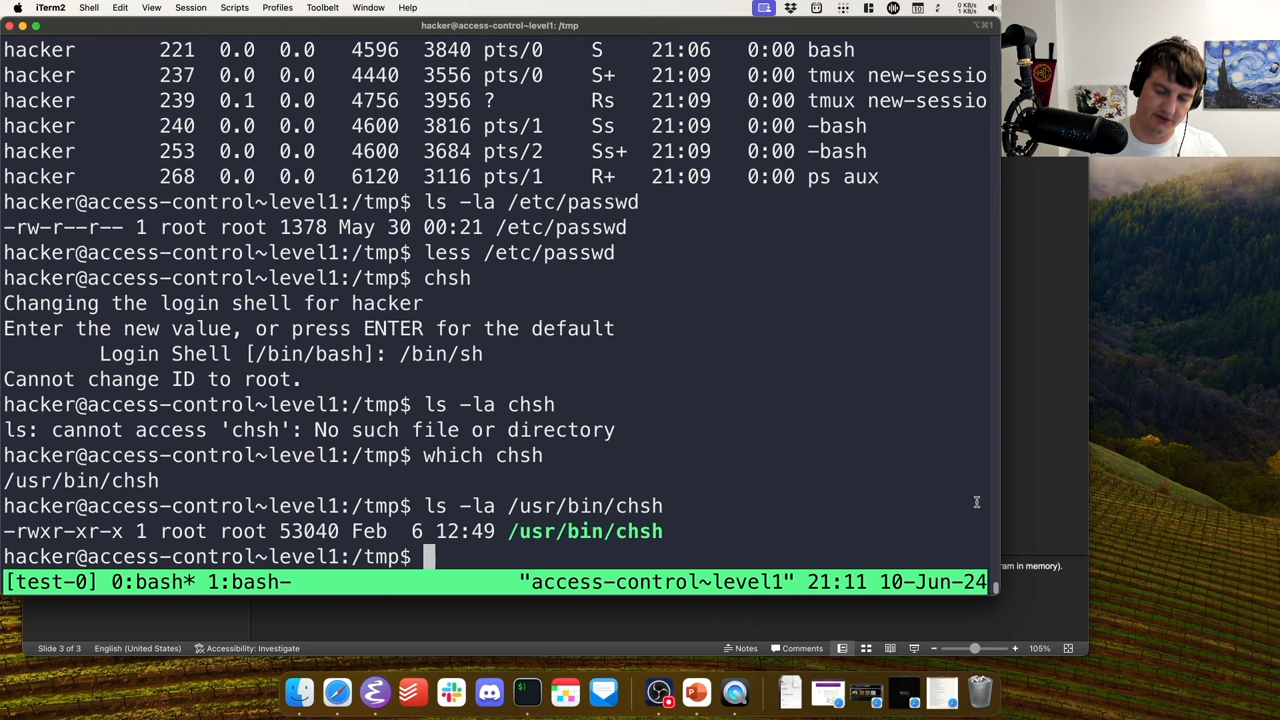 iTerm2 Shell Edit View Session Scripts Profiles Toolbelt Window Help
0 KB/s
1 KB/s
hacker@access-control~level1: /tmp
⌥⌘1
hacker 221 0.0 0.0 4596 3840 pts/0 S 21:06 0:00 bash
hacker 237 0.0 0.0 4440 3556 pts/0 S+ 21:09 0:00 tmux new-sessio
hacker 239 0.1 0.0 4756 3956 ? Rs 21:09 0:00 tmux new-sessio
hacker 240 0.0 0.0 4600 3816 pts/1 Ss 21:09 0:00 -bash
hacker 253 0.0 0.0 4600 3684 pts/2 Ss+ 21:09 0:00 -bash
hacker 268 0.0 0.0 6120 3116 pts/1 R+ 21:09 0:00 ps aux
hacker@access-control~level1:/tmp$ ls -la /etc/passwd
-rw-r--r-- 1 root root 1378 May 30 00:21 /etc/passwd
hacker@access-control~level1:/tmp$ less /etc/passwd
hacker@access-control~level1:/tmp$ chsh
Changing the login shell for hacker
Enter the new value, or press ENTER for the default
Login Shell [/bin/bash]: /bin/sh
Cannot change ID to root.
hacker@access-control~level1:/tmp$ ls -la chsh
ls: cannot access 'chsh': No such file or directory
hacker@access-control~level1:/tmp$ which chsh
/usr/bin/chsh
hacker@access-control~level1:/tmp$ ls -la /usr/bin/chsh
-rwxr-xr-x 1 root root 53040 Feb 6 12:49 /usr/bin/chsh
hacker@access-control~level1:/tmp$
[test-0] 0:bash* 1:bash- "access-control~level1" 21:11 10-Jun-24
ram in memory).
Slide 3 of 3 English (United States) Accessibility: Investigate Notes Comments 105%